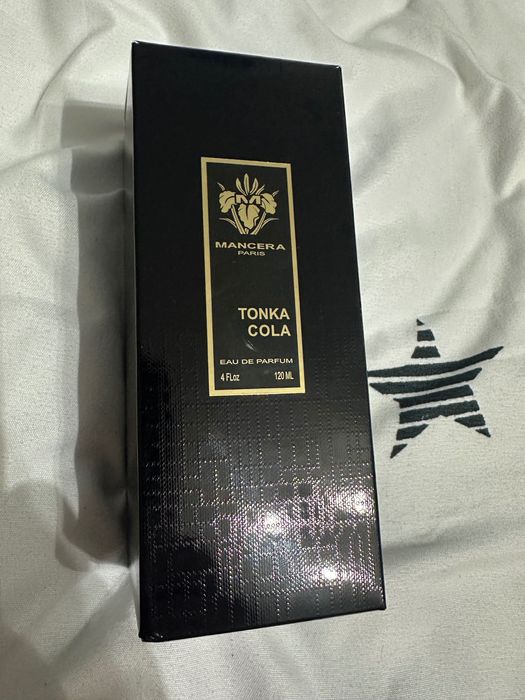 MANCERA
PARIS
TONKA
COLA
EAU DE PARFUM
4 FLoz 120 ML